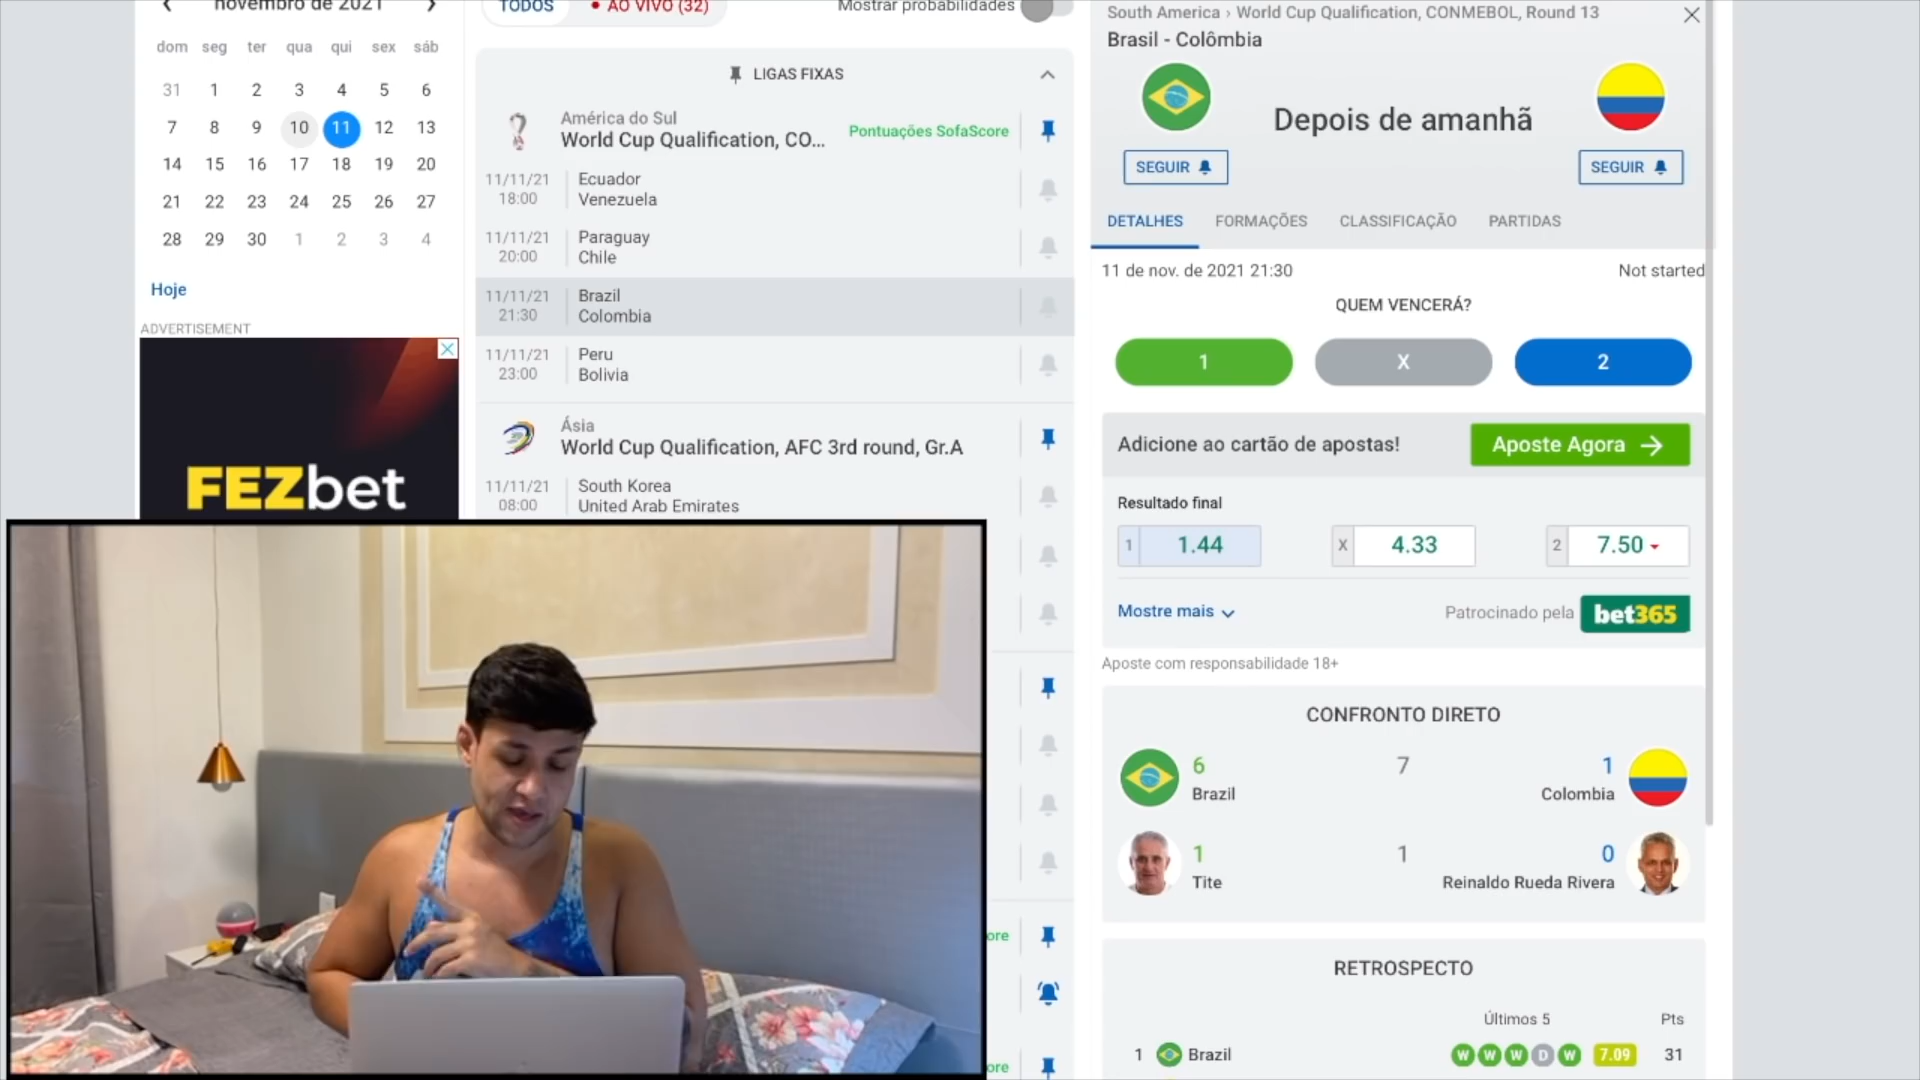 novembro de 2021
dom seg ter qua qui sex sáb
31 1 2 3 4 5 6
7 8 9 10 11 12 13
14 15 16 17 18 19 20
21 22 23 24 25 26 27
28 29 30 1 2 3 4
Hoje
ADVERTISEMENT
FEZbet
TODOS
AO VIVO (32)
Mostrar probabilidades
LIGAS FIXAS
América do Sul
World Cup Qualification, CO...
Pontuações SofaScore
11/11/21 Ecuador
18:00 Venezuela
11/11/21 Paraguay
20:00 Chile
11/11/21 Brazil
21:30 Colombia
11/11/21 Peru
23:00 Bolivia
Ásia
World Cup Qualification, AFC 3rd round, Gr.A
11/11/21 South Korea
08:00 United Arab Emirates
ore
ore
South America › World Cup Qualification, CONMEBOL, Round 13
Brasil - Colômbia
Depois de amanhã
SEGUIR
SEGUIR
DETALHES FORMAÇÕES CLASSIFICAÇÃO PARTIDAS
11 de nov. de 2021 21:30
Not started
QUEM VENCERÁ?
1 X 2
Adicione ao cartão de apostas!
Aposte Agora
Resultado final
1 1.44 X 4.33 2 7.50
Mostre mais
Patrocinado pela bet365
Aposte com responsabilidade 18+
CONFRONTO DIRETO
6 7 1
Brazil Colombia
1 1 0
Tite Reinaldo Rueda Rivera
RETROSPECTO
Últimos 5 Pts
1 Brazil W W W D W 7.09 31